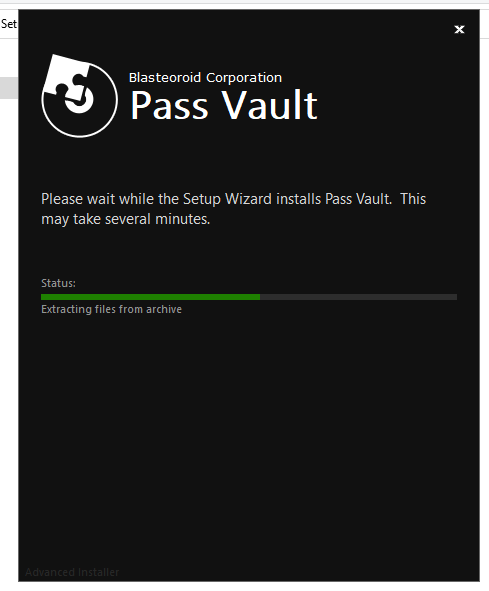 Set
Blasteoroid Corporation
Pass Vault
Please wait while the Setup Wizard installs Pass Vault.  This
may take several minutes.
Status:
Extracting files from archive
Advanced Installer